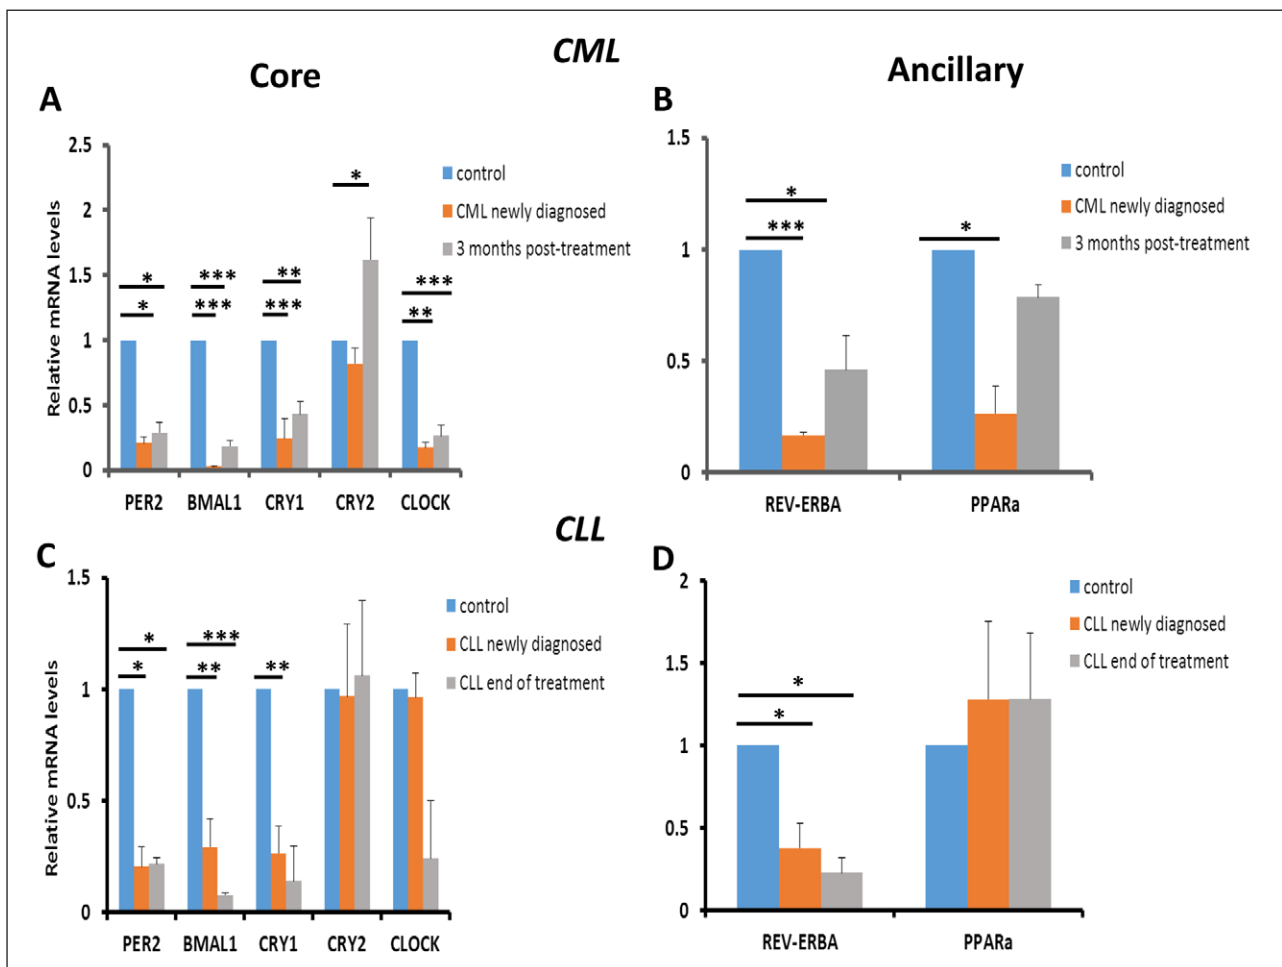 CML
Core
Ancillary
A
Relative mRNA levels
2.5
2
1.5
1
0.5
0
* * *** *** ** *** * *** **
control
CML newly diagnosed
3 months post-treatment
PER2 BMAL1 CRY1 CRY2 CLOCK
B
1.5
1
0.5
0
* *** *
control
CML newly diagnosed
3 months post-treatment
REV-ERBA PPARa
CLL
C
Relative mRNA levels
1.5
1
0.5
0
* * *** ** **
control
CLL newly diagnosed
CLL end of treatment
PER2 BMAL1 CRY1 CRY2 CLOCK
D
2
1.5
1
0.5
0
* *
control
CLL newly diagnosed
CLL end of treatment
REV-ERBA PPARa